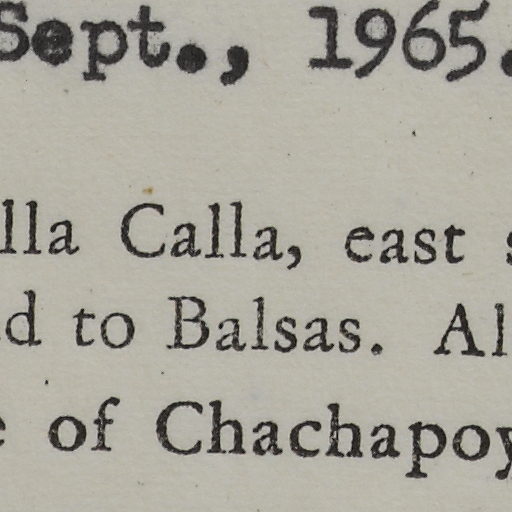 Sept., 1965.
lla Calla, east s
d to Balsas. Al
e of Chachapoy